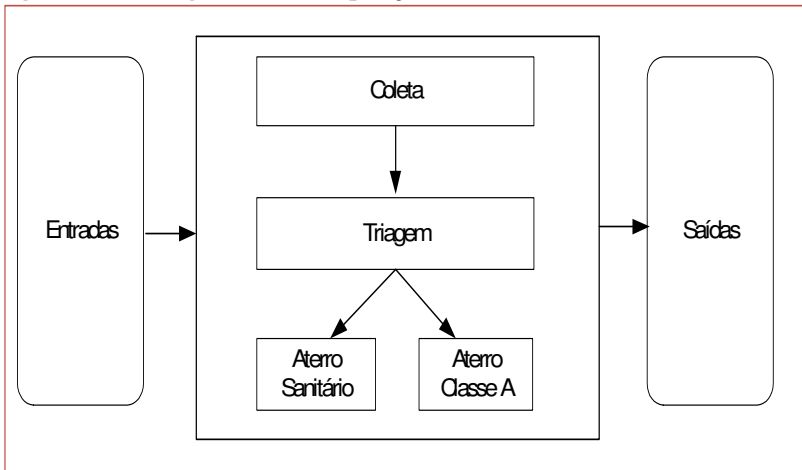 Coleta
Entradas
Triagem
Saídas
Aterro
Sanitário
Aterro
Classe A